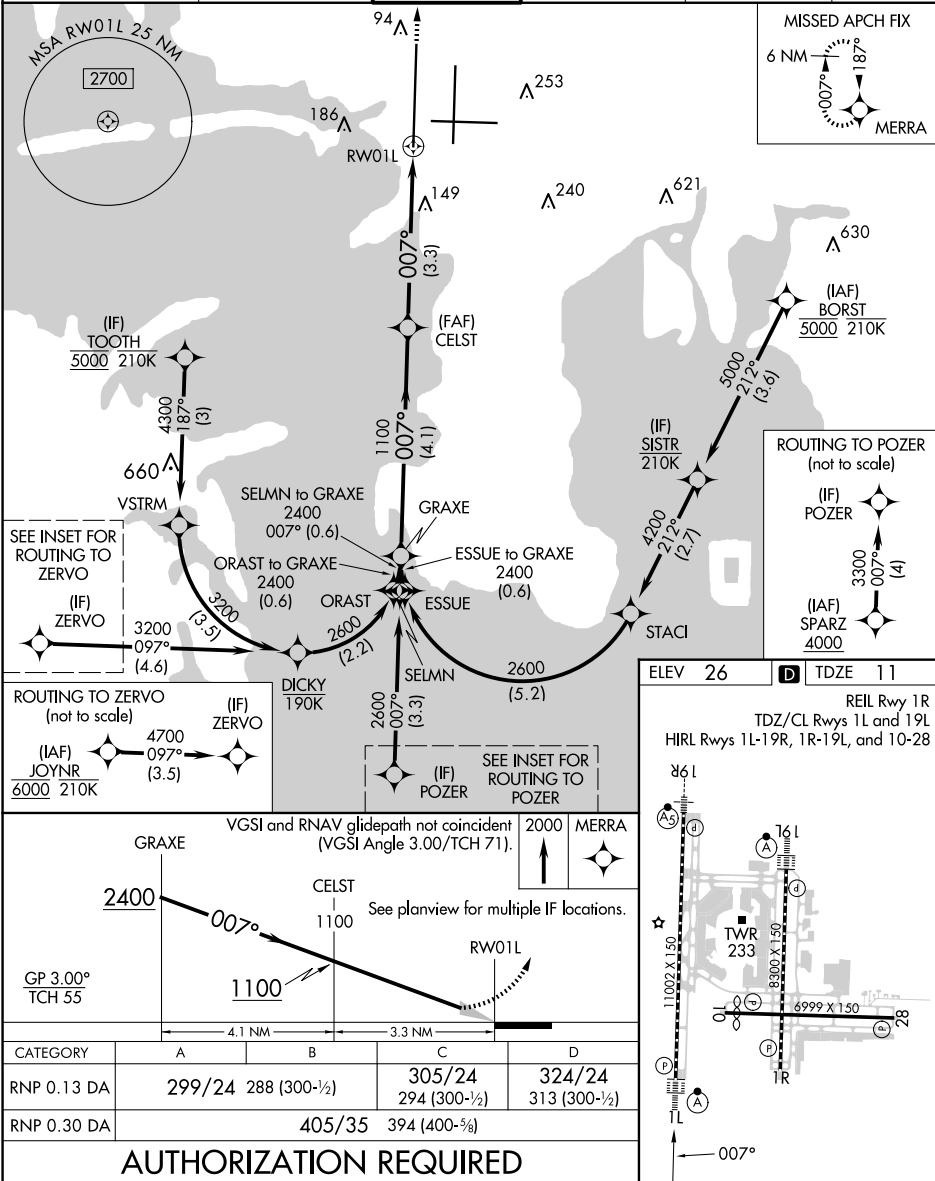 MSA RW01L 25 NM
2700
94
253
186
RW01L
149
240
621
630
MISSED APCH FIX
6 NM
187°
007°
MERRA
007°
(3.3)
(IF)
TOOTH
5000 210K
(FAF)
CELST
(IAF)
BORST
5000 210K
4300
187°
(3)
1100
007°
(4.1)
5000
212°
(3.6)
(IF)
SISTR
210K
660
VSTRM
SELMN to GRAXE
2400
007° (0.6)
GRAXE
ROUTING TO POZER
(not to scale)
(IF)
POZER
3300
007°
(4)
(IAF)
SPARZ
4000
SEE INSET FOR
ROUTING TO
ZERVO
(IF)
ZERVO
ORAST to GRAXE
2400
(0.6)
ESSUE to GRAXE
2400
(0.6)
4200
212°
(2.7)
ORAST
ESSUE
STACI
3200
(3.5)
3200
097°
(4.6)
2600
(2.2)
SELMN
2600
(5.2)
DICKY
190K
2600
007°
(3.3)
ROUTING TO ZERVO
(not to scale)
(IF)
ZERVO
(IAF)
JOYNR
6000 210K
4700
097°
(3.5)
(IF)
POZER
SEE INSET FOR
ROUTING TO
POZER
ELEV 26 D TDZE 11
REIL Rwy 1R
TDZ/CL Rwys 1L and 19L
HIRL Rwys 1L-19R, 1R-19L, and 10-28
19R
A5
P
19L
A
P
TWR
233
11002 X 150
8300 X 150
P
6999 X 150
10
28
P
P
P
1R
A
1L
007°
VGSI and RNAV glidepath not coincident
(VGSI Angle 3.00/TCH 71).
2000
MERRA
GRAXE
2400
007°
CELST
1100
See planview for multiple IF locations.
RW01L
1100
GP 3.00°
TCH 55
4.1 NM
3.3 NM
CATEGORY A B C D
RNP 0.13 DA 299/24 288 (300-½) 305/24 294 (300-½) 324/24 313 (300-½)
RNP 0.30 DA 405/35 394 (400-⅝)
AUTHORIZATION REQUIRED